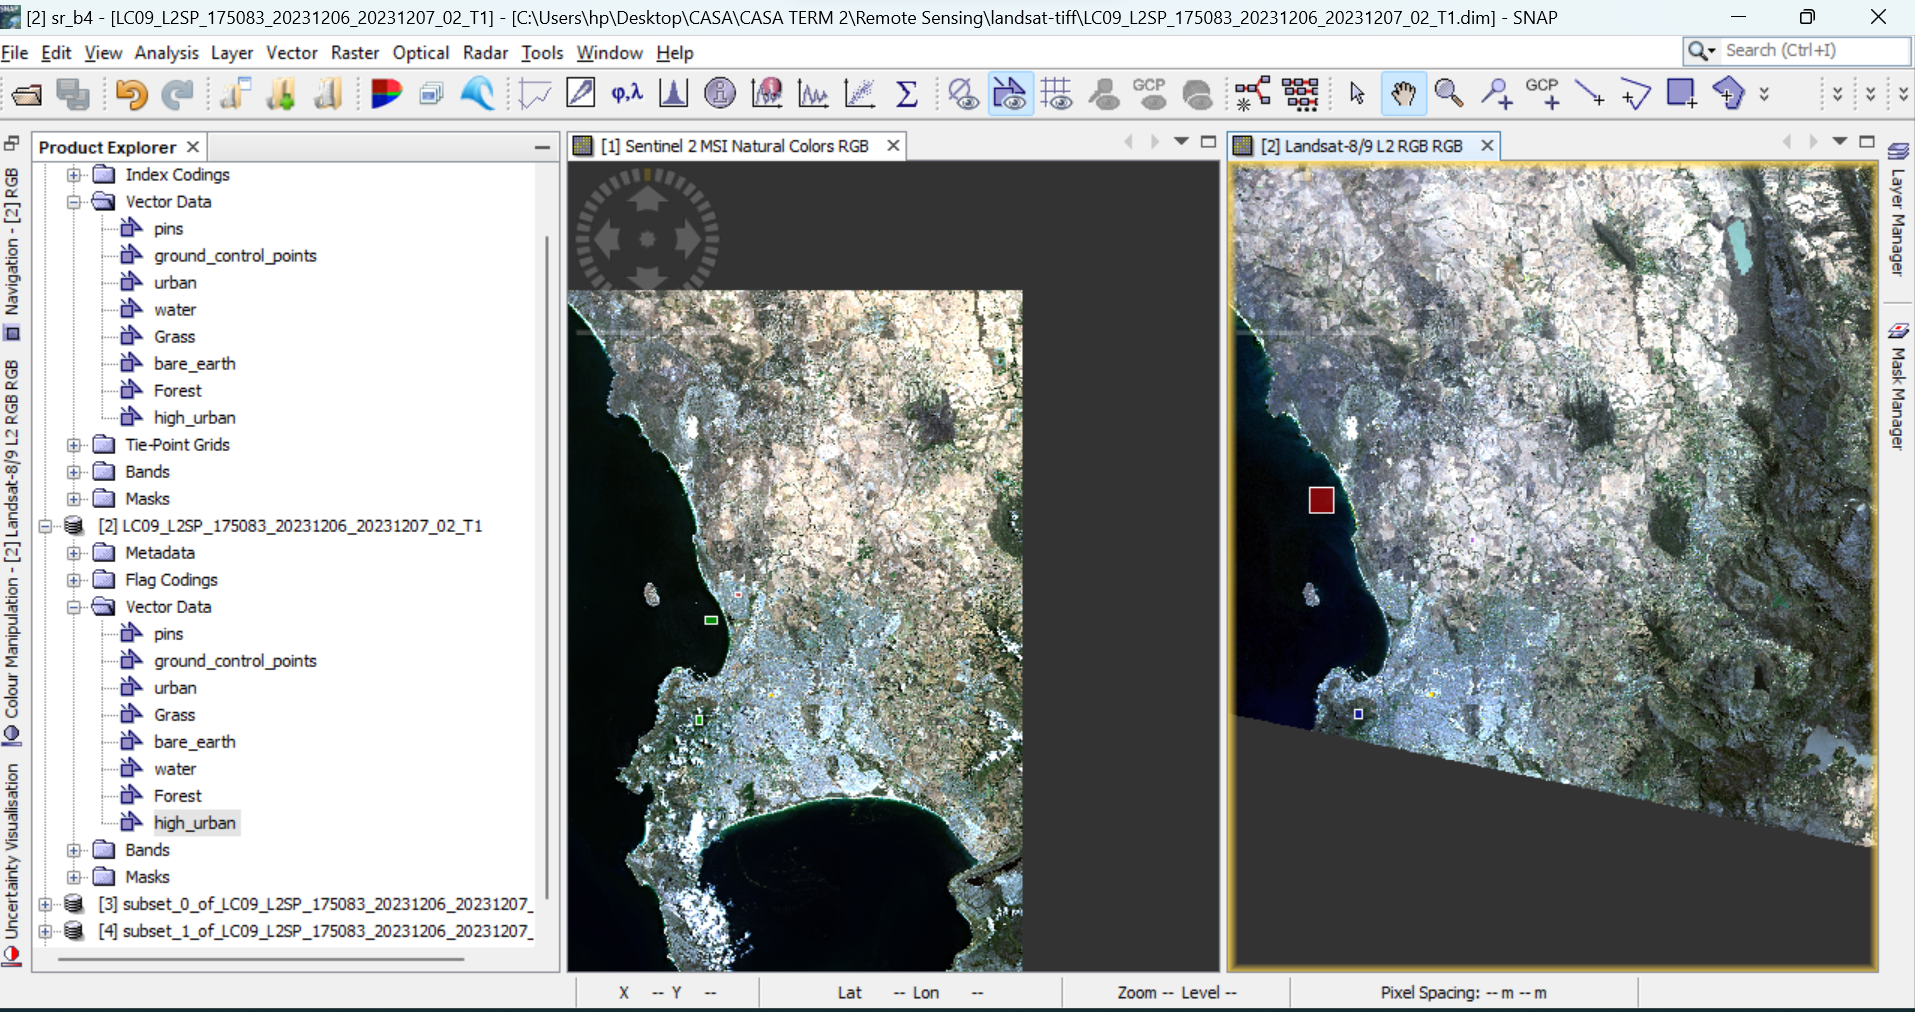 [2] sr_b4 - [LC09_L2SP_175083_20231206_20231207_02_T1] - [C:\Users\hp\Desktop\CASA\CASA TERM 2\Remote Sensing\landsat-tiff\LC09_L2SP_175083_20231206_20231207_02_T1.dim] - SNAP
File Edit View Analysis Layer Vector Raster Optical Radar Tools Window Help
Search (Ctrl+I)
φ,λ
GCP
GCP
Product Explorer
[1] Sentinel 2 MSI Natural Colors RGB
[2] Landsat-8/9 L2 RGB RGB
Index Codings
Vector Data
pins
ground_control_points
urban
water
Grass
bare_earth
Forest
high_urban
Tie-Point Grids
Bands
Masks
[2] LC09_L2SP_175083_20231206_20231207_02_T1
Metadata
Flag Codings
Vector Data
pins
ground_control_points
urban
Grass
bare_earth
water
Forest
high_urban
Bands
Masks
[3] subset_0_of_LC09_L2SP_175083_20231206_20231207_
[4] subset_1_of_LC09_L2SP_175083_20231206_20231207_
Navigation - [2] RGB
Colour Manipulation - [2] Landsat-8/9 L2 RGB RGB
Uncertainty Visualisation
Layer Manager
Mask Manager
X -- Y -- Lat -- Lon -- Zoom -- Level -- Pixel Spacing: -- m -- m